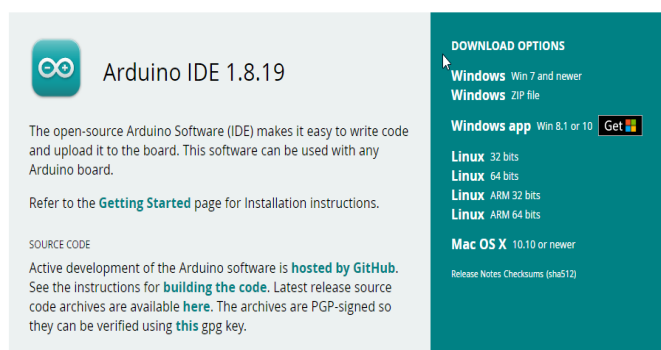 Arduino IDE 1.8.19
The open-source Arduino Software (IDE) makes it easy to write code
and upload it to the board. This software can be used with any
Arduino board.
Refer to the Getting Started page for Installation instructions.
SOURCE CODE
Active development of the Arduino software is hosted by GitHub.
See the instructions for building the code. Latest release source
code archives are available here. The archives are PGP-signed so
they can be verified using this gpg key.
DOWNLOAD OPTIONS
Windows Win 7 and newer
Windows ZIP file
Windows app Win 8.1 or 10 Get
Linux 32 bits
Linux 64 bits
Linux ARM 32 bits
Linux ARM 64 bits
Mac OS X 10.10 or newer
Release Notes Checksums (sha512)